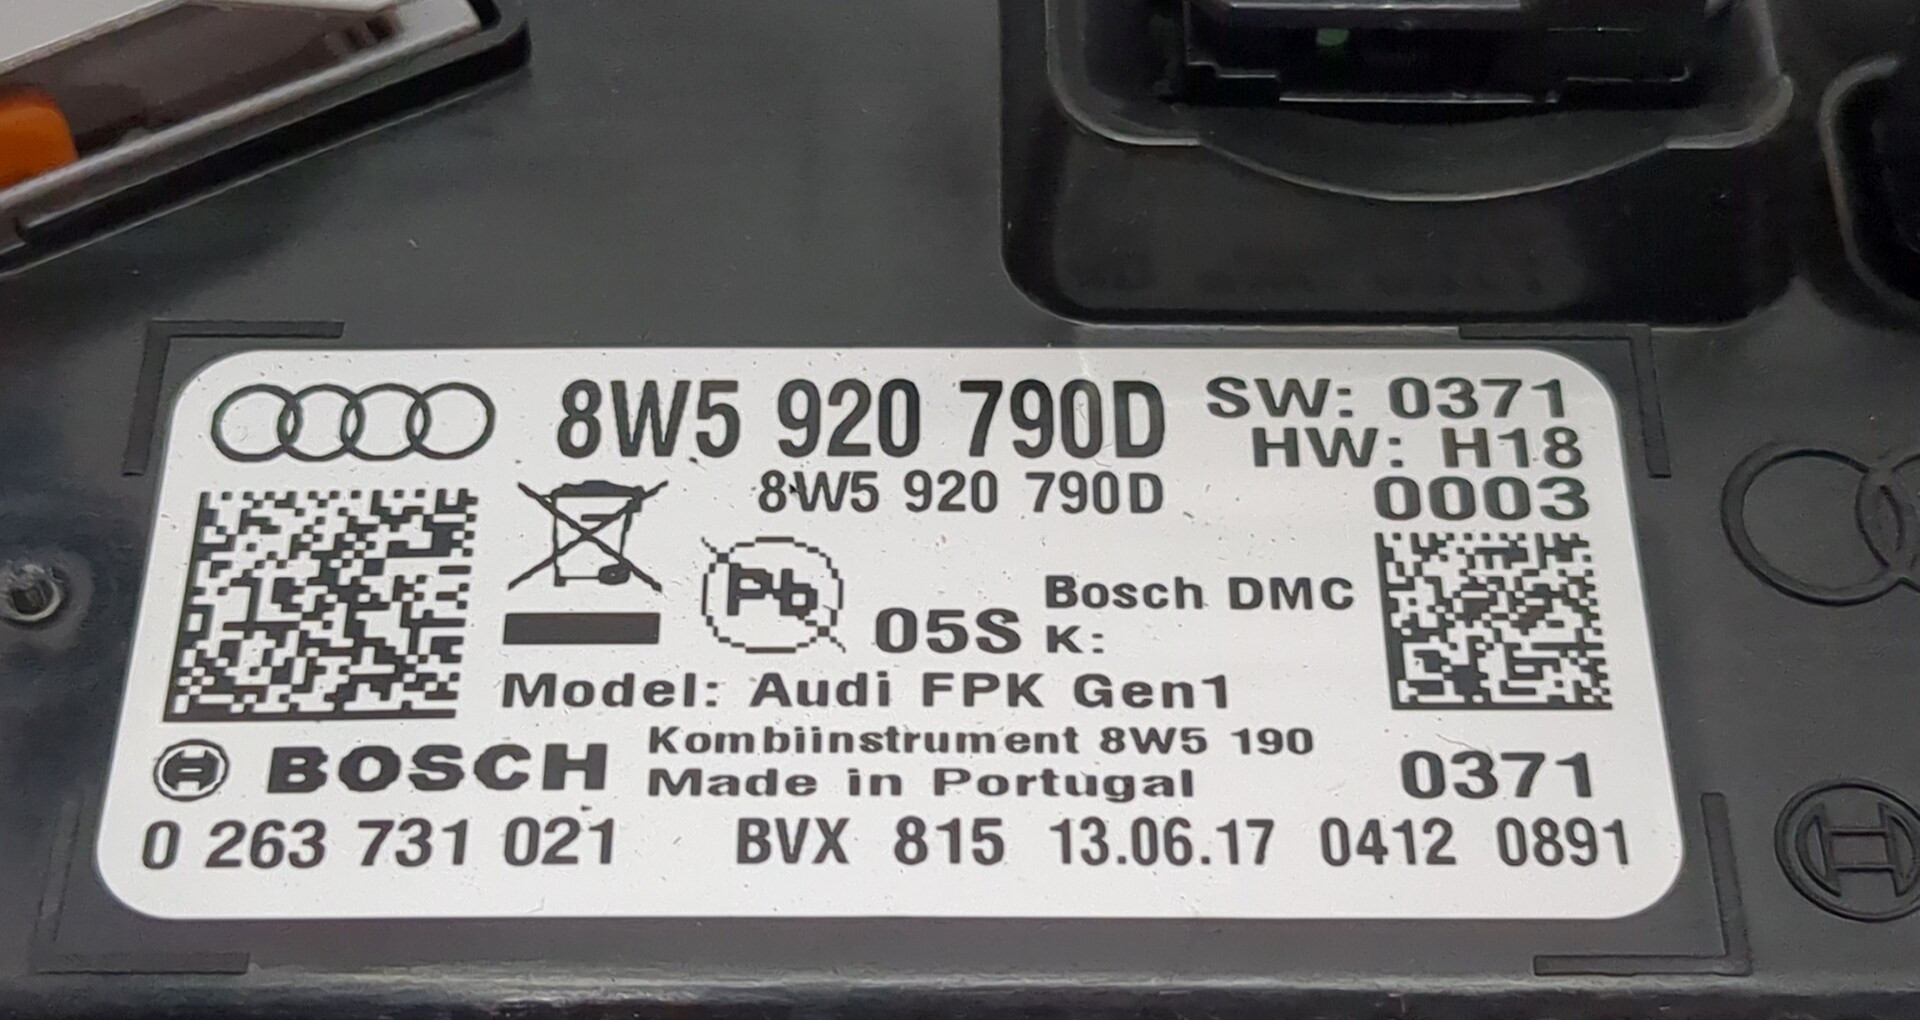 8W5 920 790D SW: 0371
HW: H18
8W5 920 790D 0003
Pb
05S Bosch DMC
K:
Model: Audi FPK Gen1
BOSCH Kombiinstrument 8W5 190
Made in Portugal 0371
0 263 731 021 BVX 815 13.06.17 0412 0891